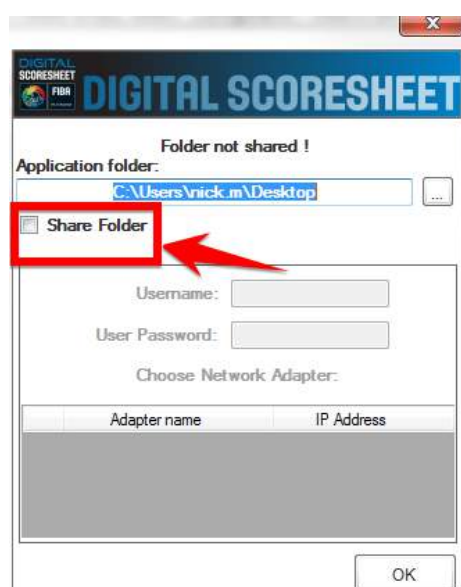 DIGITAL
SCORESHEET
FIBA
DIGITAL SCORESHEET
Folder not shared !
Application folder:
C:\Users\nick.m\Desktop
...
Share Folder
Username:
User Password:
Choose Network Adapter:
Adapter name IP Address
OK